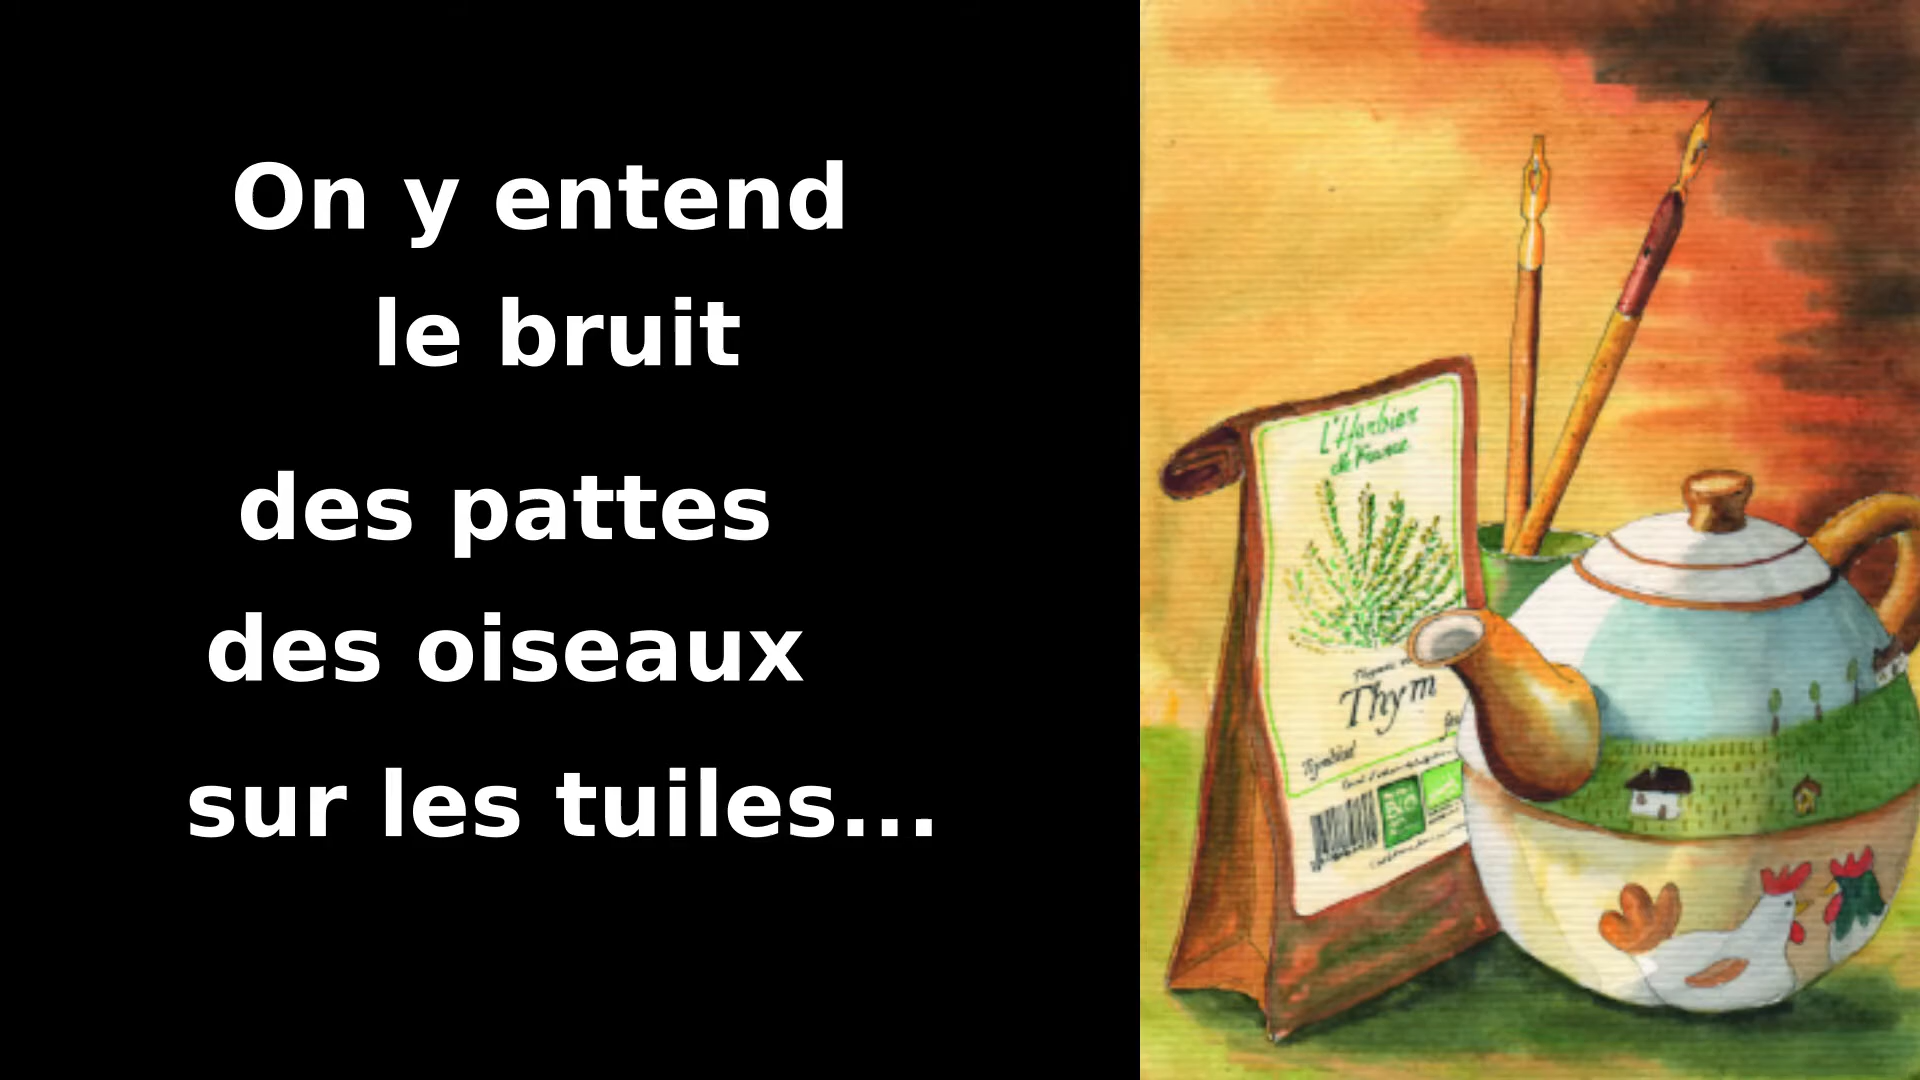 On y entend
le bruit
des pattes
des oiseaux
sur les tuiles...
L'Herbier
de France
Thym